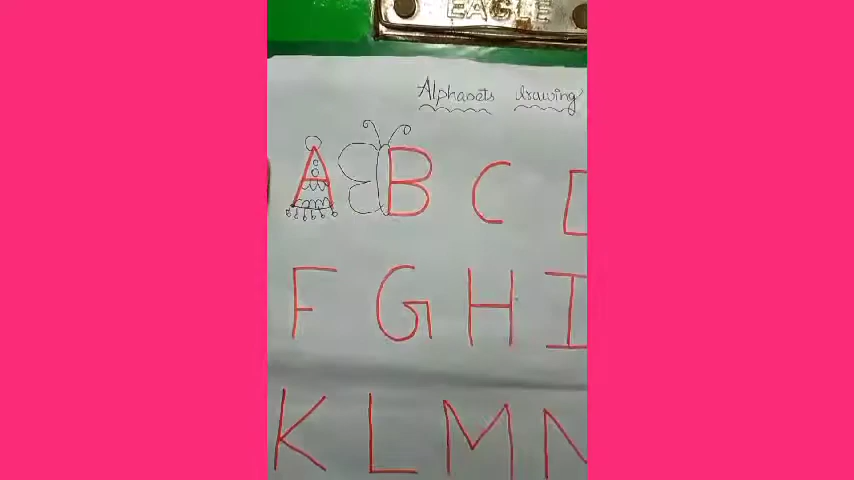 EAGLE
Alphabets drawing
A B C D
F G H I
K L M N